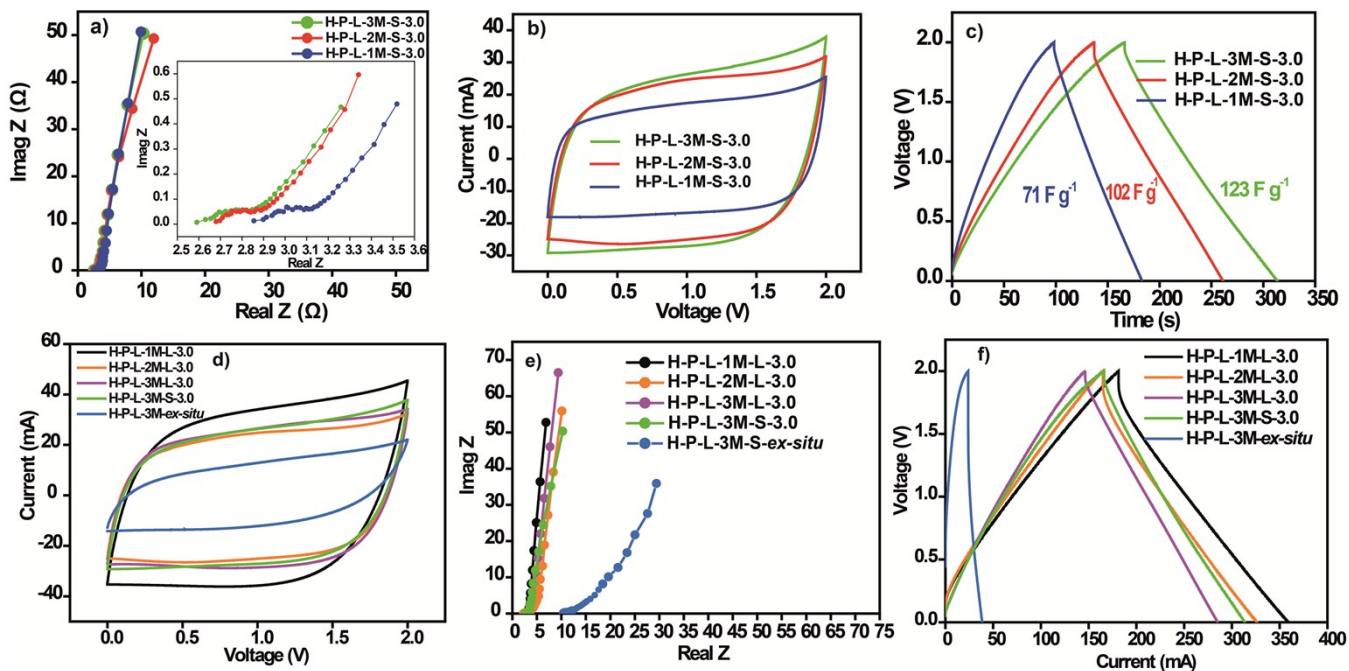 a)
H-P-L-3M-S-3.0
H-P-L-2M-S-3.0
H-P-L-1M-S-3.0
Imag Z (Ω)
50
40
30
20
10
0
0 10 20 30 40 50
Real Z (Ω)
Imag Z
0.6
0.5
0.4
0.3
0.2
0.1
0.0
2.5 2.6 2.7 2.8 2.9 3.0 3.1 3.2 3.3 3.4 3.5 3.6
Real Z
b)
Current (mA)
40
30
20
10
0
-10
-20
-30
H-P-L-3M-S-3.0
H-P-L-2M-S-3.0
H-P-L-1M-S-3.0
0.0 0.5 1.0 1.5 2.0
Voltage (V)
c)
Voltage (V)
2.0
1.5
1.0
0.5
0.0
H-P-L-3M-S-3.0
H-P-L-2M-S-3.0
H-P-L-1M-S-3.0
71 F g-1
102 F g-1
123 F g-1
0 50 100 150 200 250 300 350
Time (s)
d)
H-P-L-1M-L-3.0
H-P-L-2M-L-3.0
H-P-L-3M-L-3.0
H-P-L-3M-S-3.0
H-P-L-3M-ex-situ
Current (mA)
60
40
20
0
-20
-40
0.0 0.5 1.0 1.5 2.0
Voltage (V)
e)
H-P-L-1M-L-3.0
H-P-L-2M-L-3.0
H-P-L-3M-L-3.0
H-P-L-3M-S-3.0
H-P-L-3M-S-ex-situ
Imag Z
70
60
50
40
30
20
10
0
0 5 10 15 20 25 30 35 40 45 50 55 60 65 70 75
Real Z
f)
H-P-L-1M-L-3.0
H-P-L-2M-L-3.0
H-P-L-3M-L-3.0
H-P-L-3M-S-3.0
H-P-L-3M-ex-situ
Voltage (V)
2.0
1.5
1.0
0.5
0.0
0 50 100 150 200 250 300 350 400
Current (mA)